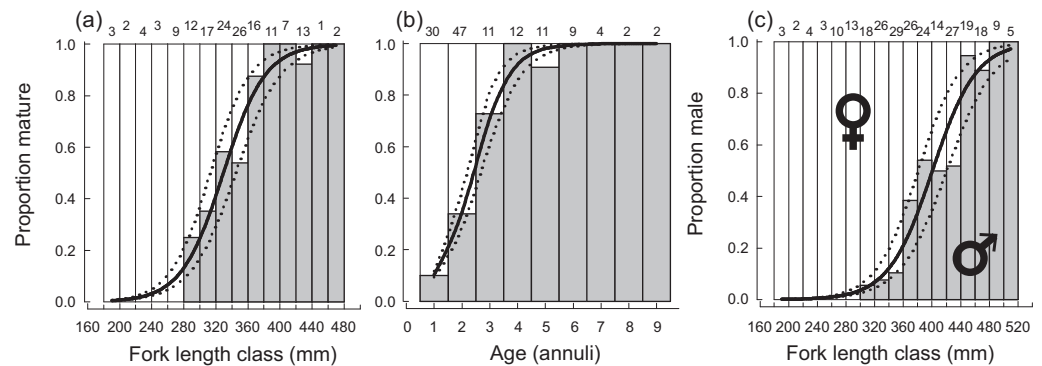 (a) (b) (c)
3 2 4 3 9 12 17 24 26 16 11 7 13 1 2
30 47 11 12 11 9 4 2 2
3 2 4 3 10 13 18 26 29 26 24 14 27 19 18 9 5
Proportion mature
1.0
0.8
0.6
0.4
0.2
0.0
160 200 240 280 320 360 400 440 480
Fork length class (mm)
1.0
0.8
0.6
0.4
0.2
0.0
0 1 2 3 4 5 6 7 8 9
Age (annuli)
Proportion male
1.0
0.8
0.6
0.4
0.2
0.0
♀
♂
160 200 240 280 320 360 400 440 480 520
Fork length class (mm)